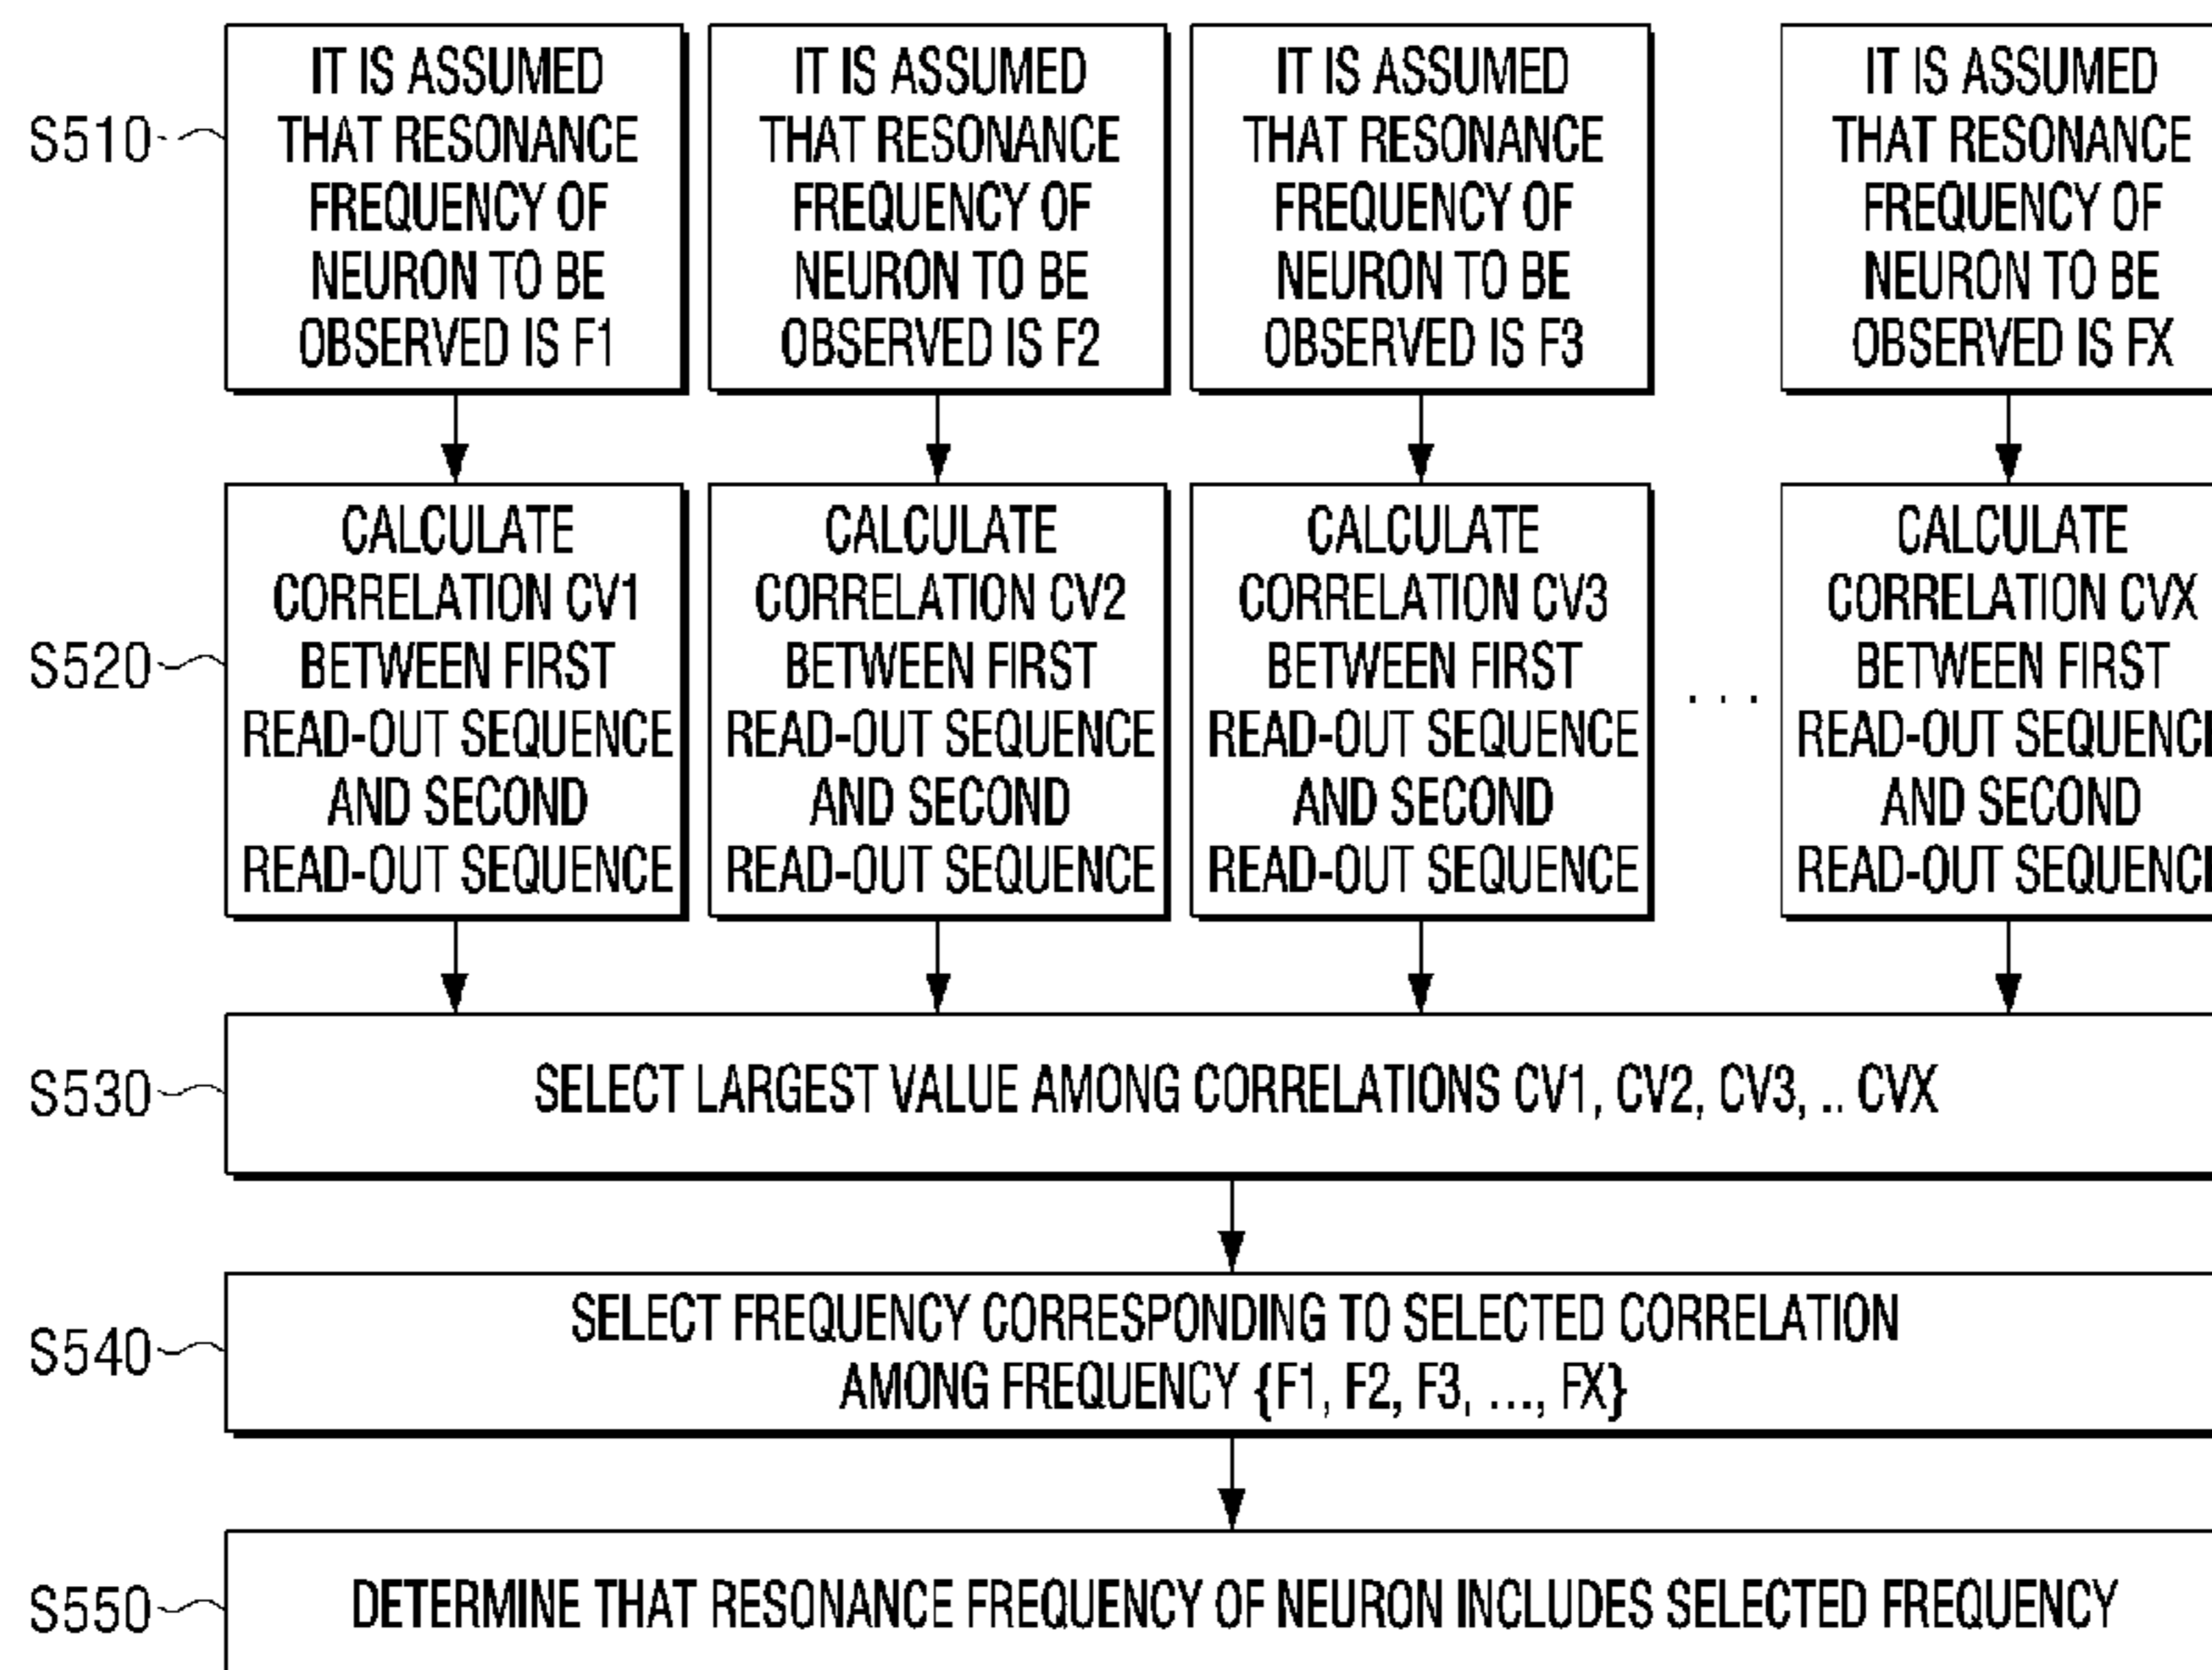 S510
IT IS ASSUMED
THAT RESONANCE
FREQUENCY OF
NEURON TO BE
OBSERVED IS F1
IT IS ASSUMED
THAT RESONANCE
FREQUENCY OF
NEURON TO BE
OBSERVED IS F2
IT IS ASSUMED
THAT RESONANCE
FREQUENCY OF
NEURON TO BE
OBSERVED IS F3
IT IS ASSUMED
THAT RESONANCE
FREQUENCY OF
NEURON TO BE
OBSERVED IS FX
S520
CALCULATE
CORRELATION CV1
BETWEEN FIRST
READ-OUT SEQUENCE
AND SECOND
READ-OUT SEQUENCE
CALCULATE
CORRELATION CV2
BETWEEN FIRST
READ-OUT SEQUENCE
AND SECOND
READ-OUT SEQUENCE
CALCULATE
CORRELATION CV3
BETWEEN FIRST
READ-OUT SEQUENCE
AND SECOND
READ-OUT SEQUENCE
. . .
CALCULATE
CORRELATION CVX
BETWEEN FIRST
READ-OUT SEQUENCE
AND SECOND
READ-OUT SEQUENCE
S530
SELECT LARGEST VALUE AMONG CORRELATIONS CV1, CV2, CV3, .. CVX
S540
SELECT FREQUENCY CORRESPONDING TO SELECTED CORRELATION
AMONG FREQUENCY {F1, F2, F3, ..., FX}
S550
DETERMINE THAT RESONANCE FREQUENCY OF NEURON INCLUDES SELECTED FREQUENCY